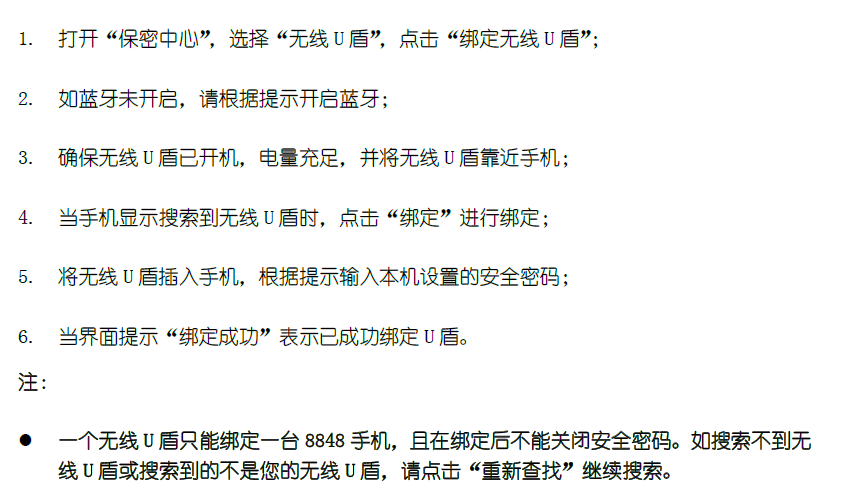 1. 打开“保密中心”，选择“无线 U 盾”，点击“绑定无线 U 盾”；
2. 如蓝牙未开启，请根据提示开启蓝牙；
3. 确保无线 U 盾已开机，电量充足，并将无线 U 盾靠近手机；
4. 当手机显示搜索到无线 U 盾时，点击“绑定”进行绑定；
5. 将无线 U 盾插入手机，根据提示输入本机设置的安全密码；
6. 当界面提示“绑定成功”表示已成功绑定 U 盾。
注：
● 一个无线 U 盾只能绑定一台 8848 手机，且在绑定后不能关闭安全密码。如搜索不到无
线 U 盾或搜索到的不是您的无线 U 盾，请点击“重新查找”继续搜索。